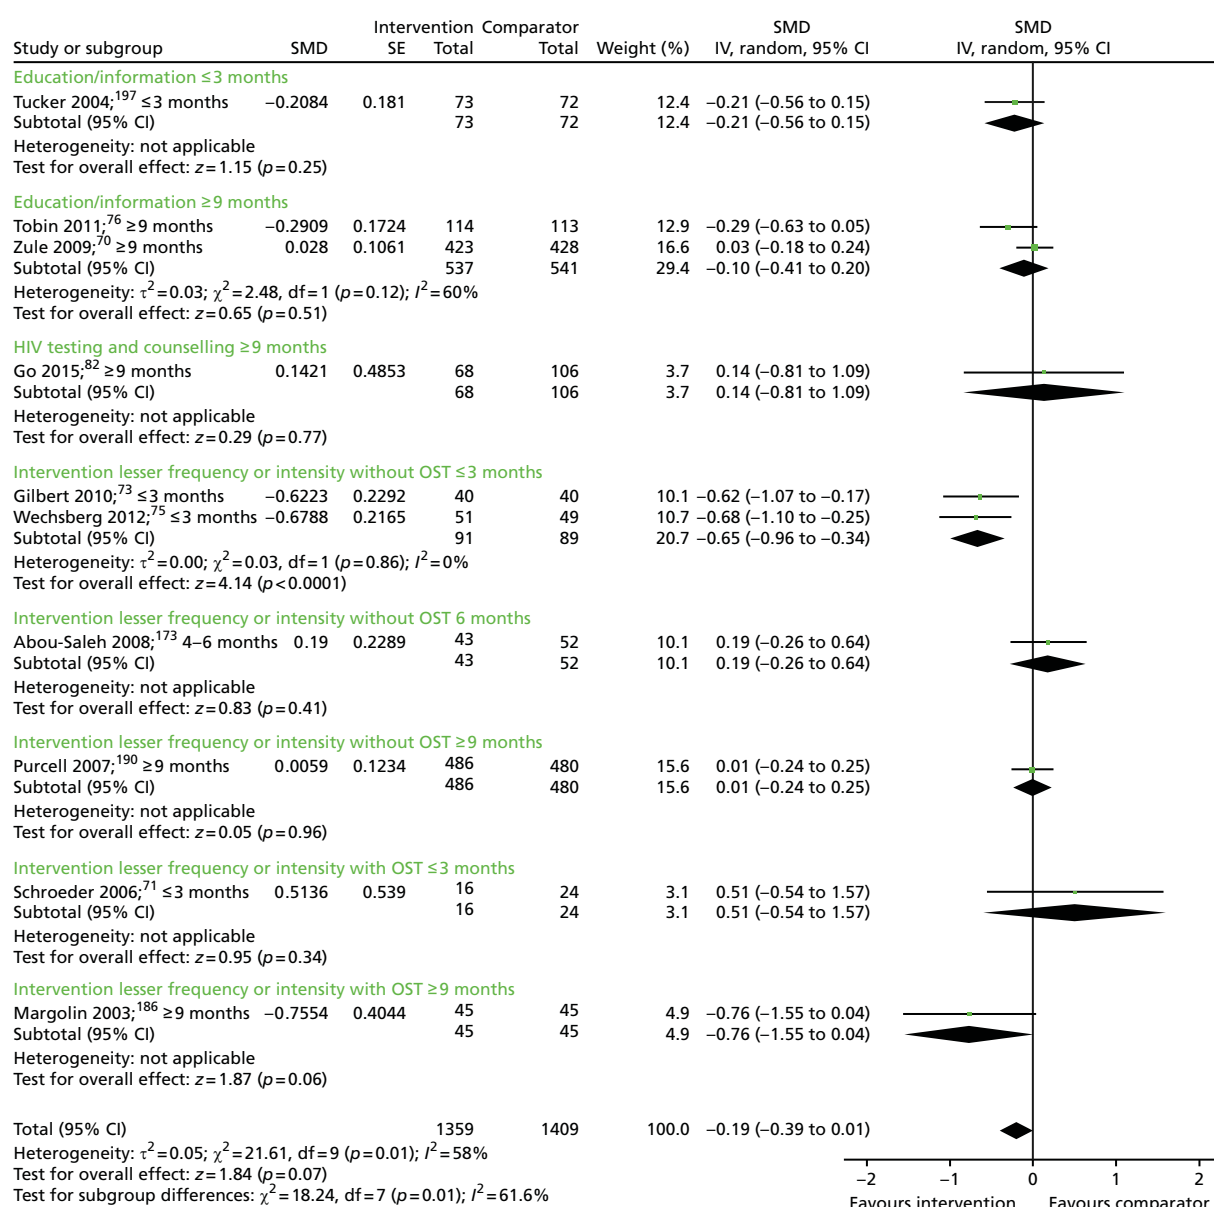 Intervention Comparator SMD SMD
Study or subgroup SMD SE Total Total Weight (%) IV, random, 95% CI IV, random, 95% CI
Education/information ≤3 months
Tucker 2004;197 ≤3 months −0.2084 0.181 73 72 12.4 −0.21 (−0.56 to 0.15)
Subtotal (95% CI) 73 72 12.4 −0.21 (−0.56 to 0.15)
Heterogeneity: not applicable
Test for overall effect: z=1.15 (p=0.25)
Education/information ≥9 months
Tobin 2011;76 ≥9 months −0.2909 0.1724 114 113 12.9 −0.29 (−0.63 to 0.05)
Zule 2009;70 ≥9 months 0.028 0.1061 423 428 16.6 0.03 (−0.18 to 0.24)
Subtotal (95% CI) 537 541 29.4 −0.10 (−0.41 to 0.20)
Heterogeneity: τ2=0.03; χ2=2.48, df=1 (p=0.12); I2=60%
Test for overall effect: z=0.65 (p=0.51)
HIV testing and counselling ≥9 months
Go 2015;82 ≥9 months 0.1421 0.4853 68 106 3.7 0.14 (−0.81 to 1.09)
Subtotal (95% CI) 68 106 3.7 0.14 (−0.81 to 1.09)
Heterogeneity: not applicable
Test for overall effect: z=0.29 (p=0.77)
Intervention lesser frequency or intensity without OST ≤3 months
Gilbert 2010;73 ≤3 months −0.6223 0.2292 40 40 10.1 −0.62 (−1.07 to −0.17)
Wechsberg 2012;75 ≤3 months −0.6788 0.2165 51 49 10.7 −0.68 (−1.10 to −0.25)
Subtotal (95% CI) 91 89 20.7 −0.65 (−0.96 to −0.34)
Heterogeneity: τ2=0.00; χ2=0.03, df=1 (p=0.86); I2=0%
Test for overall effect: z=4.14 (p<0.0001)
Intervention lesser frequency or intensity without OST 6 months
Abou-Saleh 2008;173 4–6 months 0.19 0.2289 43 52 10.1 0.19 (−0.26 to 0.64)
Subtotal (95% CI) 43 52 10.1 0.19 (−0.26 to 0.64)
Heterogeneity: not applicable
Test for overall effect: z=0.83 (p=0.41)
Intervention lesser frequency or intensity without OST ≥9 months
Purcell 2007;190 ≥9 months 0.0059 0.1234 486 480 15.6 0.01 (−0.24 to 0.25)
Subtotal (95% CI) 486 480 15.6 0.01 (−0.24 to 0.25)
Heterogeneity: not applicable
Test for overall effect: z=0.05 (p=0.96)
Intervention lesser frequency or intensity with OST ≤3 months
Schroeder 2006;71 ≤3 months 0.5136 0.539 16 24 3.1 0.51 (−0.54 to 1.57)
Subtotal (95% CI) 16 24 3.1 0.51 (−0.54 to 1.57)
Heterogeneity: not applicable
Test for overall effect: z=0.95 (p=0.34)
Intervention lesser frequency or intensity with OST ≥9 months
Margolin 2003;186 ≥9 months −0.7554 0.4044 45 45 4.9 −0.76 (−1.55 to 0.04)
Subtotal (95% CI) 45 45 4.9 −0.76 (−1.55 to 0.04)
Heterogeneity: not applicable
Test for overall effect: z=1.87 (p=0.06)
Total (95% CI) 1359 1409 100.0 −0.19 (−0.39 to 0.01)
Heterogeneity: τ2=0.05; χ2=21.61, df=9 (p=0.01); I2=58%
Test for overall effect: z=1.84 (p=0.07)
Test for subgroup differences: χ2=18.24, df=7 (p=0.01); I2=61.6%
−2 −1 0 1 2
Favours intervention Favours comparator